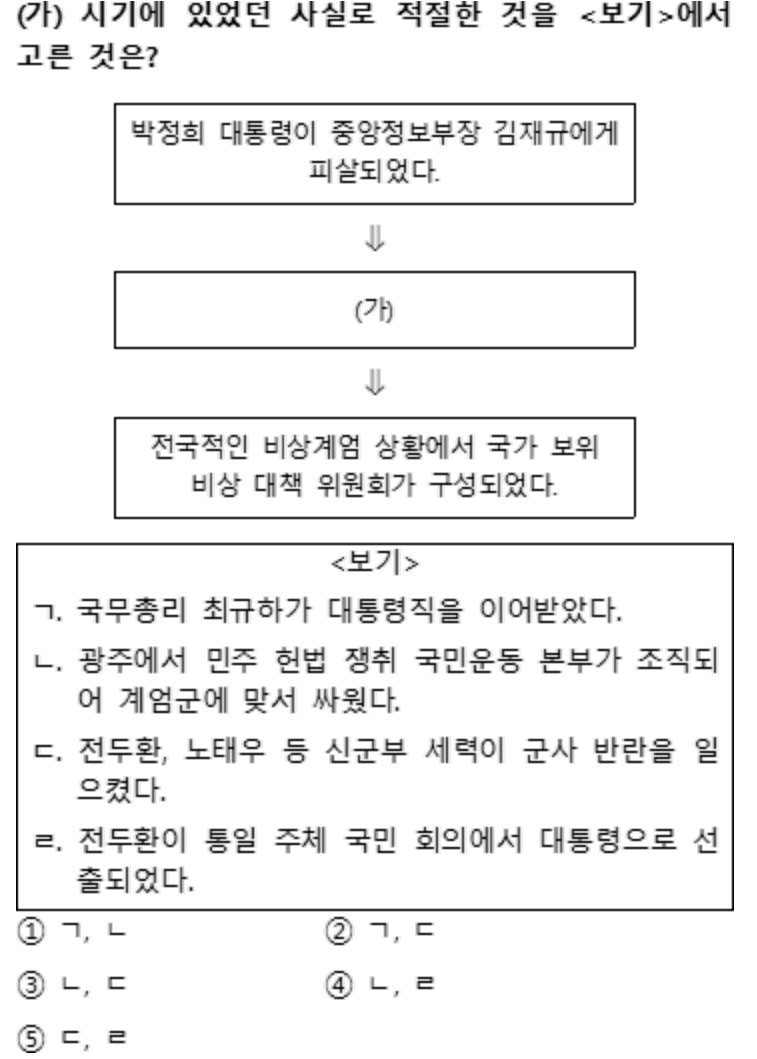 (가) 시기에 있었던 사실로 적절한 것을 <보기>에서
고른 것은?
박정희 대통령이 중앙정보부장 김재규에게
피살되었다.
⇓
(가)
⇓
전국적인 비상계엄 상황에서 국가 보위
비상 대책 위원회가 구성되었다.
<보기>
ㄱ. 국무총리 최규하가 대통령직을 이어받았다.
ㄴ. 광주에서 민주 헌법 쟁취 국민운동 본부가 조직되
어 계엄군에 맞서 싸웠다.
ㄷ. 전두환, 노태우 등 신군부 세력이 군사 반란을 일
으켰다.
ㄹ. 전두환이 통일 주체 국민 회의에서 대통령으로 선
출되었다.
① ㄱ, ㄴ ② ㄱ, ㄷ
③ ㄴ, ㄷ ④ ㄴ, ㄹ
⑤ ㄷ, ㄹ